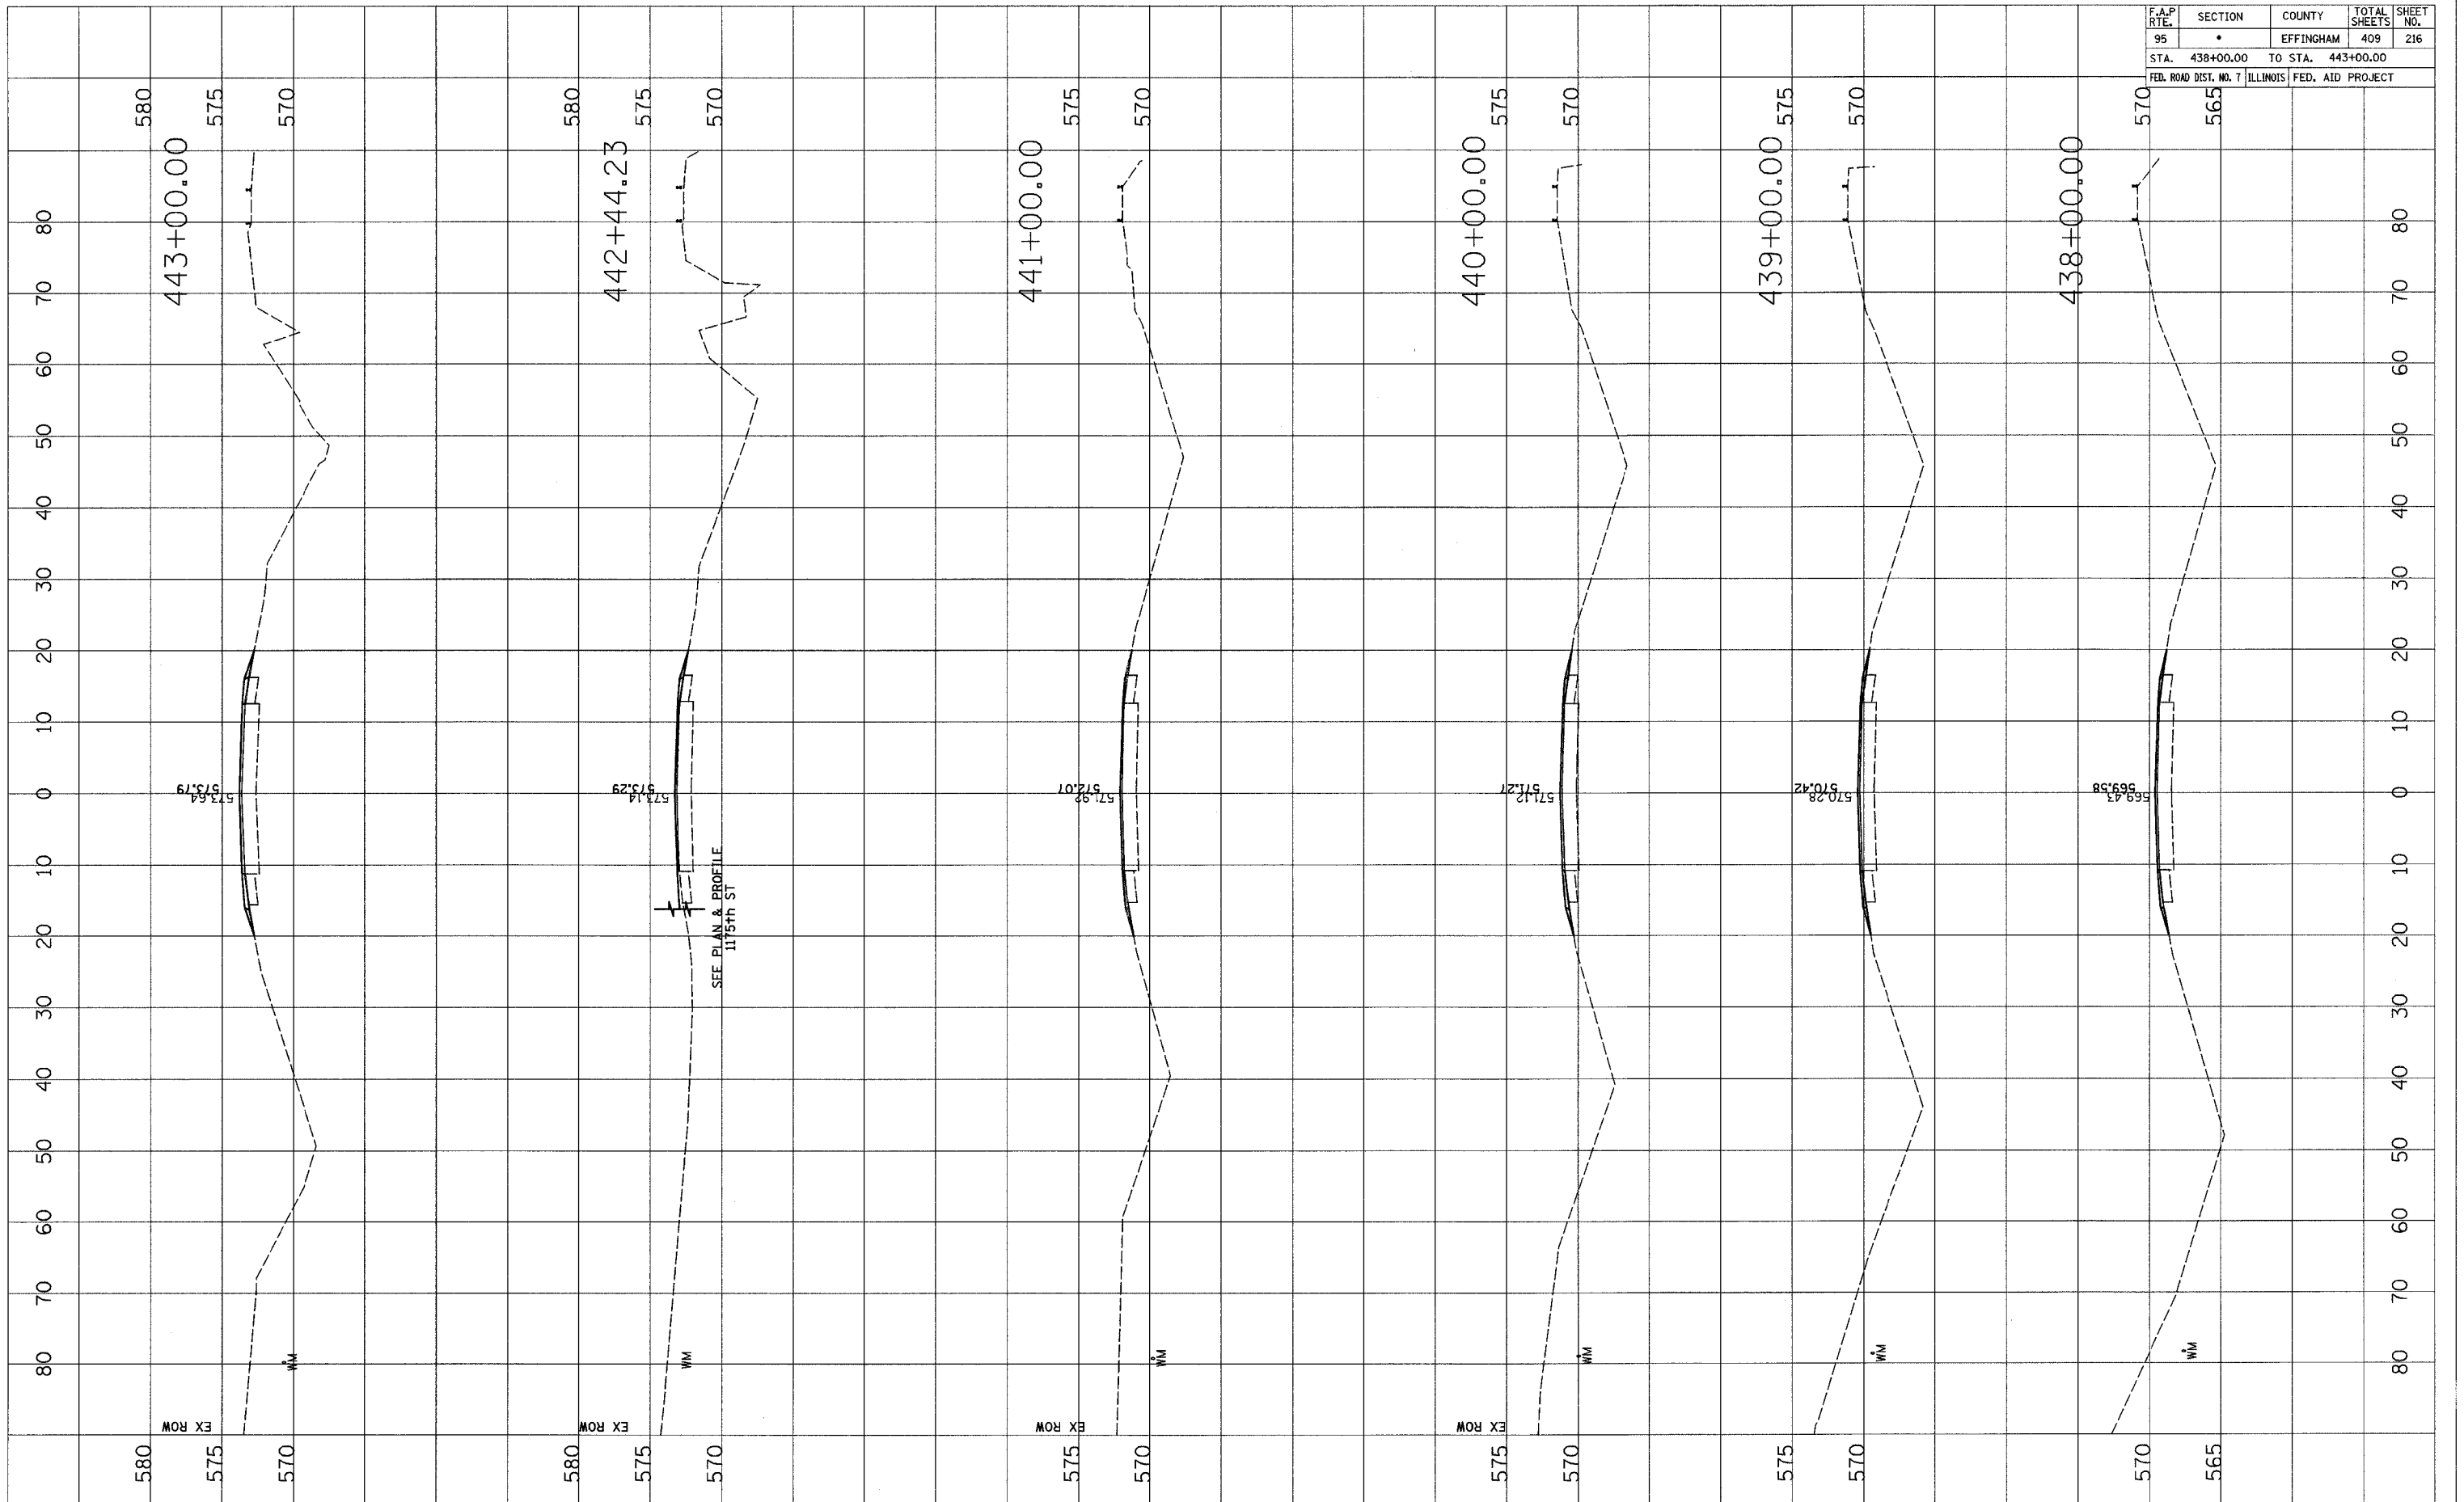 F.A.P RTE. SECTION COUNTY TOTAL SHEETS SHEET NO.
95 • EFFINGHAM 409 216
STA. 438+00.00 TO STA. 443+00.00
FED. ROAD DIST. NO. 7 ILLINOIS FED. AID PROJECT
580 575 570 580 575 570 575 570 575 570 575 570 570 565
443+00.00
442+44.23
441+00.00
440+00.00
439+00.00
438+00.00
80 80
70 70
60 60
50 50
40 40
30 30
20 20
10 10
0 0
10 10
20 20
30 30
40 40
50 50
60 60
70 70
80 80
573.79
573.64
573.29
573.14
572.07
571.92
571.27
571.12
570.42
570.28
569.58
569.43
SEE PLAN & PROFILE
1175th ST
WM
WM
WM
WM
WM
WM
EX ROW
EX ROW
EX ROW
EX ROW
580 575 570 580 575 570 575 570 575 570 575 570 570 565